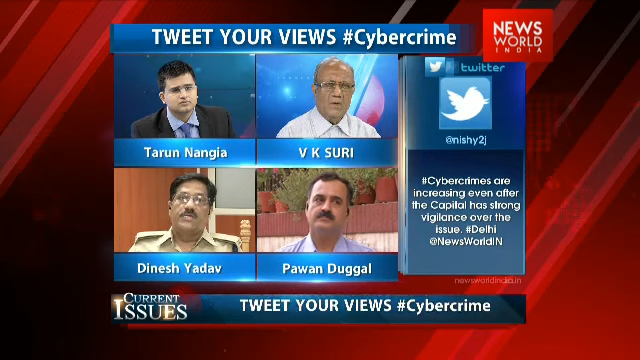 TWEET YOUR VIEWS #Cybercrime
NEWS
WORLD
INDIA
Tarun Nangia
V K SURI
Dinesh Yadav
Pawan Duggal
twitter
@nishy2j
#Cybercrimes are
increasing even after
the Capital has strong
vigilance over the
issue. #Delhi
@NewsWorldIN
newsworldindia.in
CURRENT
ISSUES
TWEET YOUR VIEWS #Cybercrime